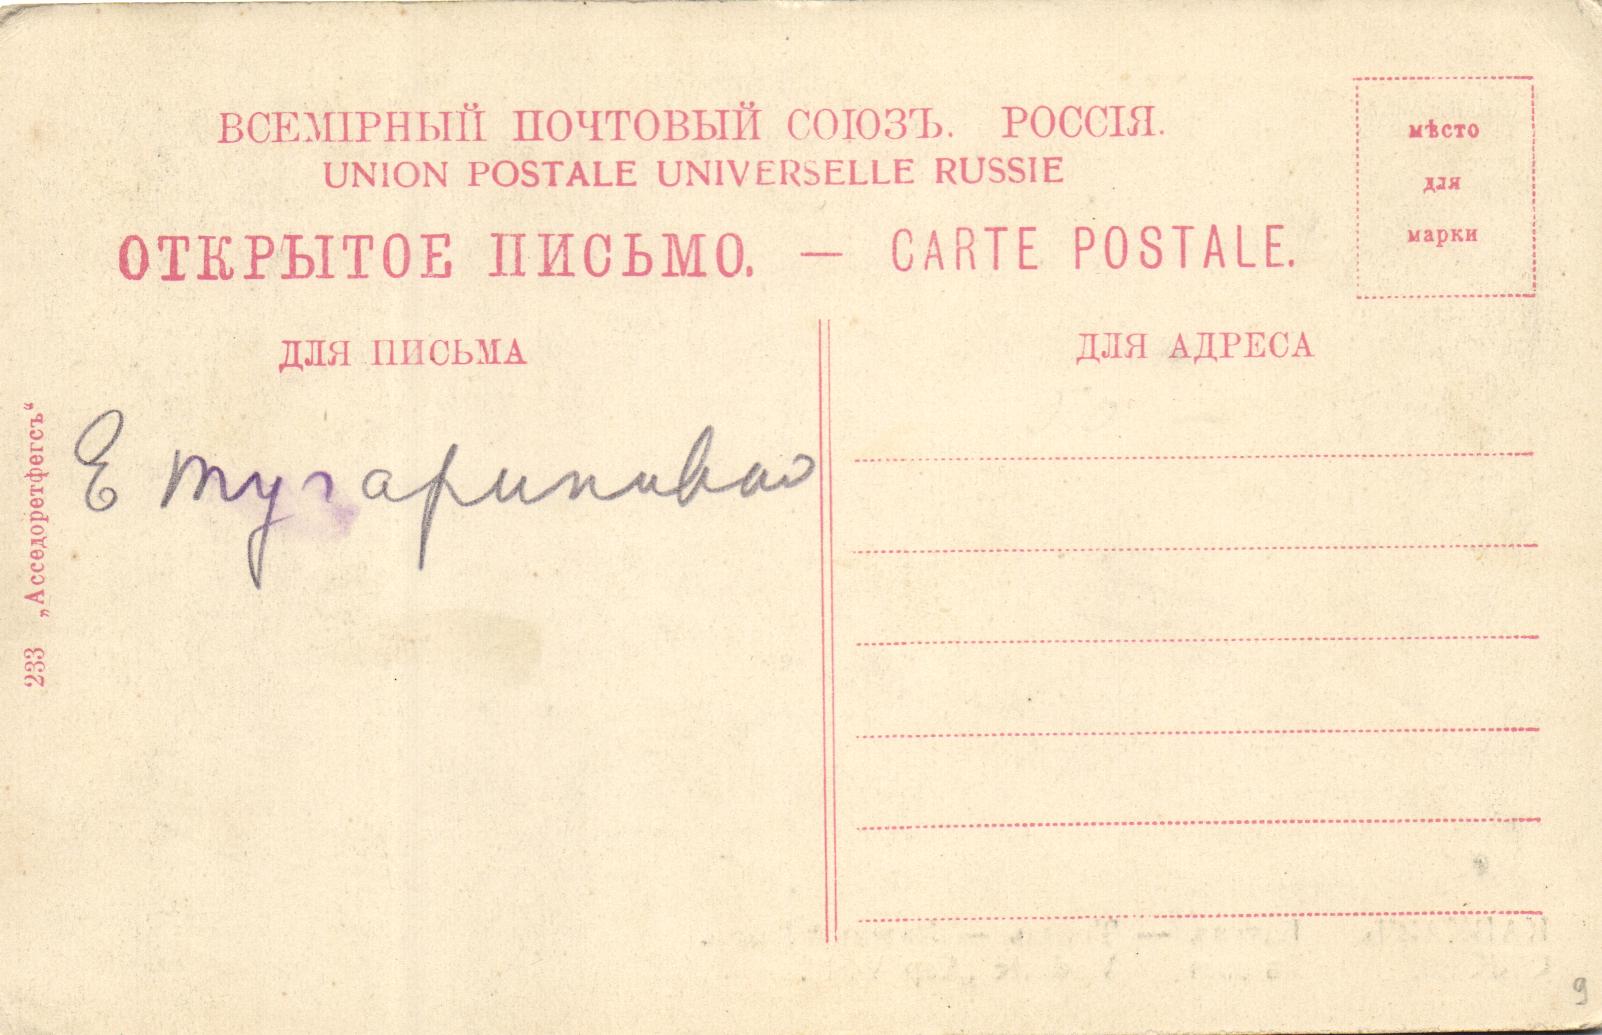 ВСЕМІРНЫЙ ПОЧТОВЫЙ СОЮЗЪ. РОССІЯ.
UNION POSTALE UNIVERSELLE RUSSIE
ОТКРЫТОЕ ПИСЬМО. — CARTE POSTALE.
мѣсто
для
марки
ДЛЯ ПИСЬМА
ДЛЯ АДРЕСА
Е Тугаринова
233 „Асседоретфегсъ“
9